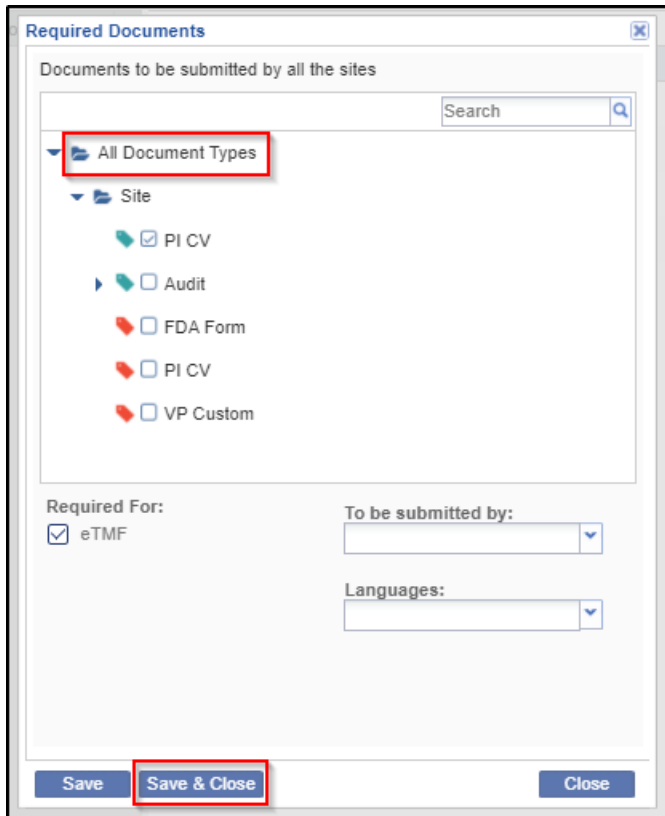 Required Documents
Documents to be submitted by all the sites
Search
All Document Types
Site
PI CV
Audit
FDA Form
PI CV
VP Custom
Required For:
eTMF
To be submitted by:
Languages:
Save
Save & Close
Close